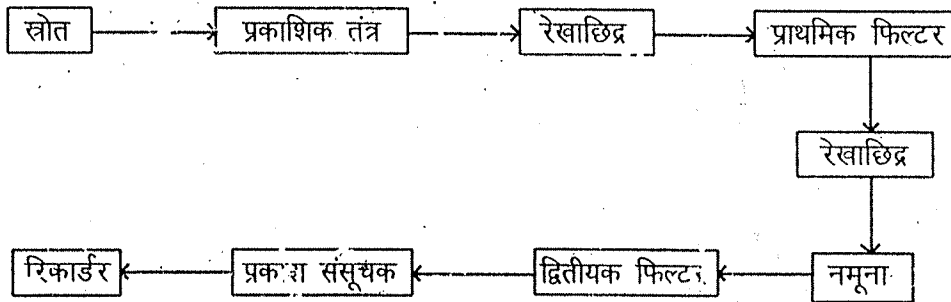 स्रोत
प्रकाशिक तंत्र
रेखाछिद्र
प्राथमिक फिल्टर
रेखाछिद्र
नमूना
द्वितीयक फिल्टर
प्रकाश संसूचक
रिकार्डर